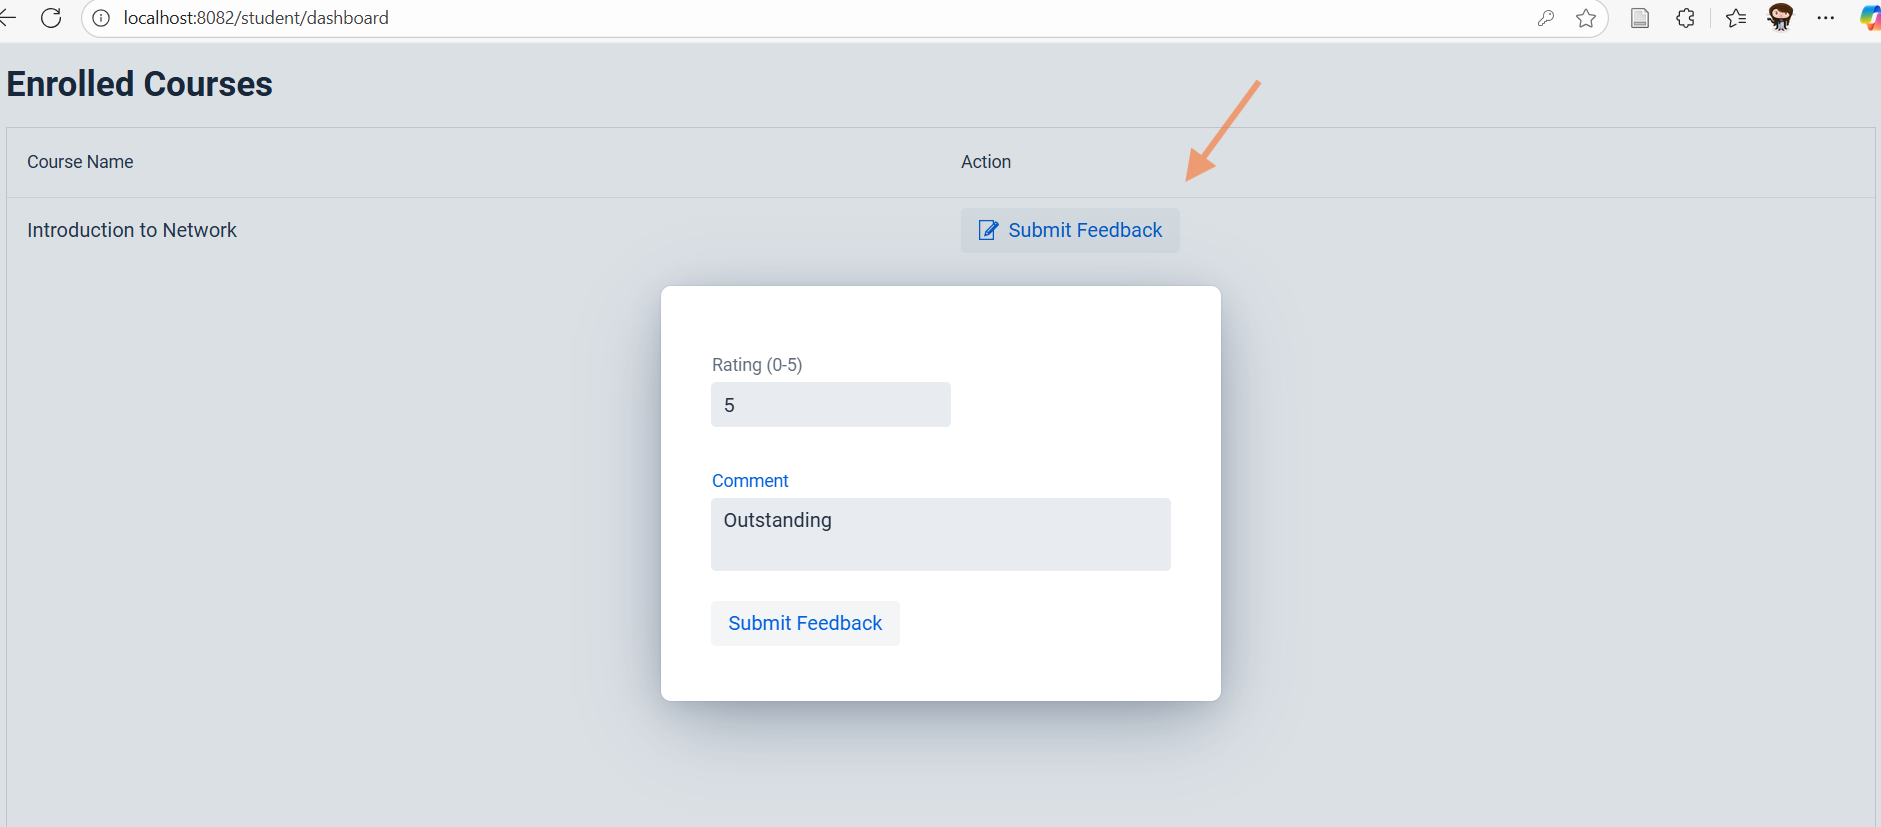 localhost:8082/student/dashboard
Enrolled Courses
Course Name
Action
Introduction to Network
Submit Feedback
Rating (0-5)
5
Comment
Outstanding
Submit Feedback